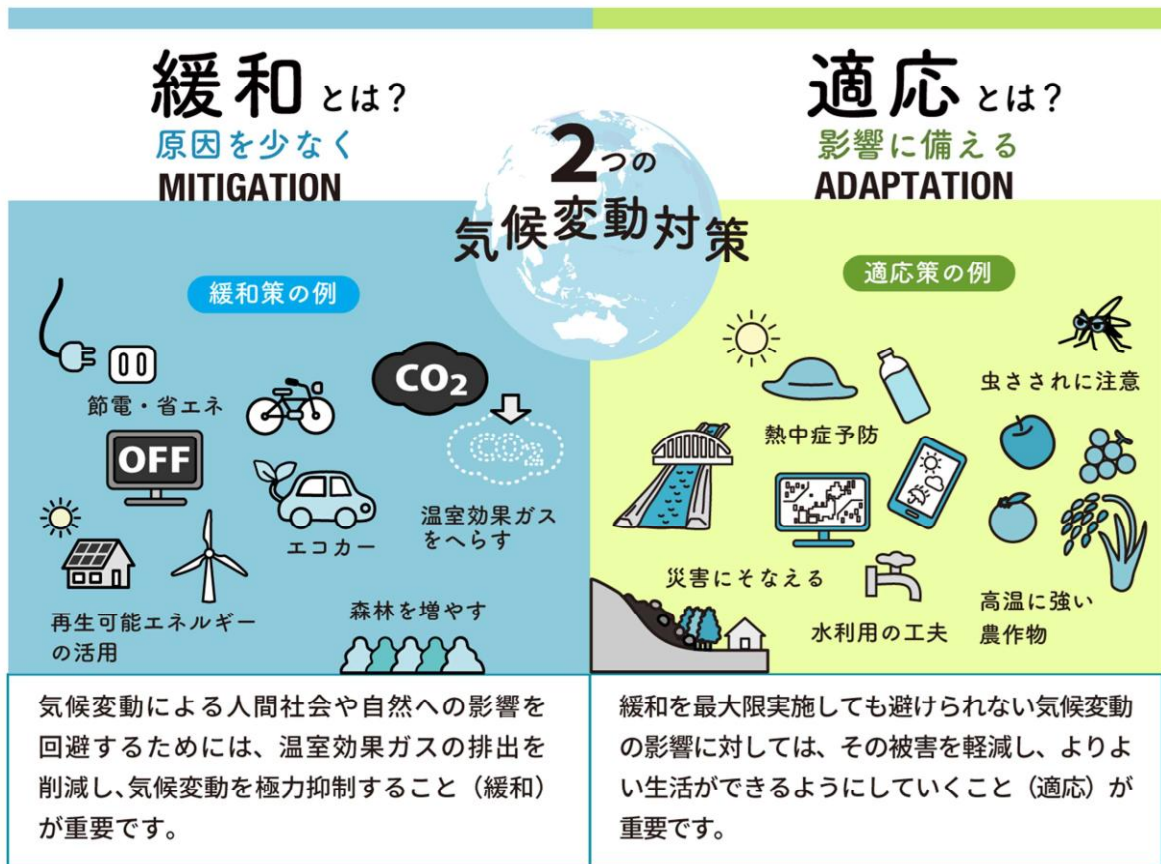 緩和とは?
原因を少なく
MITIGATION
2つの
気候変動対策
適応とは?
影響に備える
ADAPTATION
緩和策の例
節電・省エネ
OFF
CO2
CO2
温室効果ガス
をへらす
エコカー
再生可能エネルギー
の活用
森林を増やす
適応策の例
虫さされに注意
熱中症予防
災害にそなえる
水利用の工夫
高温に強い
農作物
気候変動による人間社会や自然への影響を
回避するためには、温室効果ガスの排出を
削減し、気候変動を極力抑制すること(緩和)
が重要です。
緩和を最大限実施しても避けられない気候変動
の影響に対しては、その被害を軽減し、よりよ
い生活ができるようにしていくこと(適応)が
重要です。